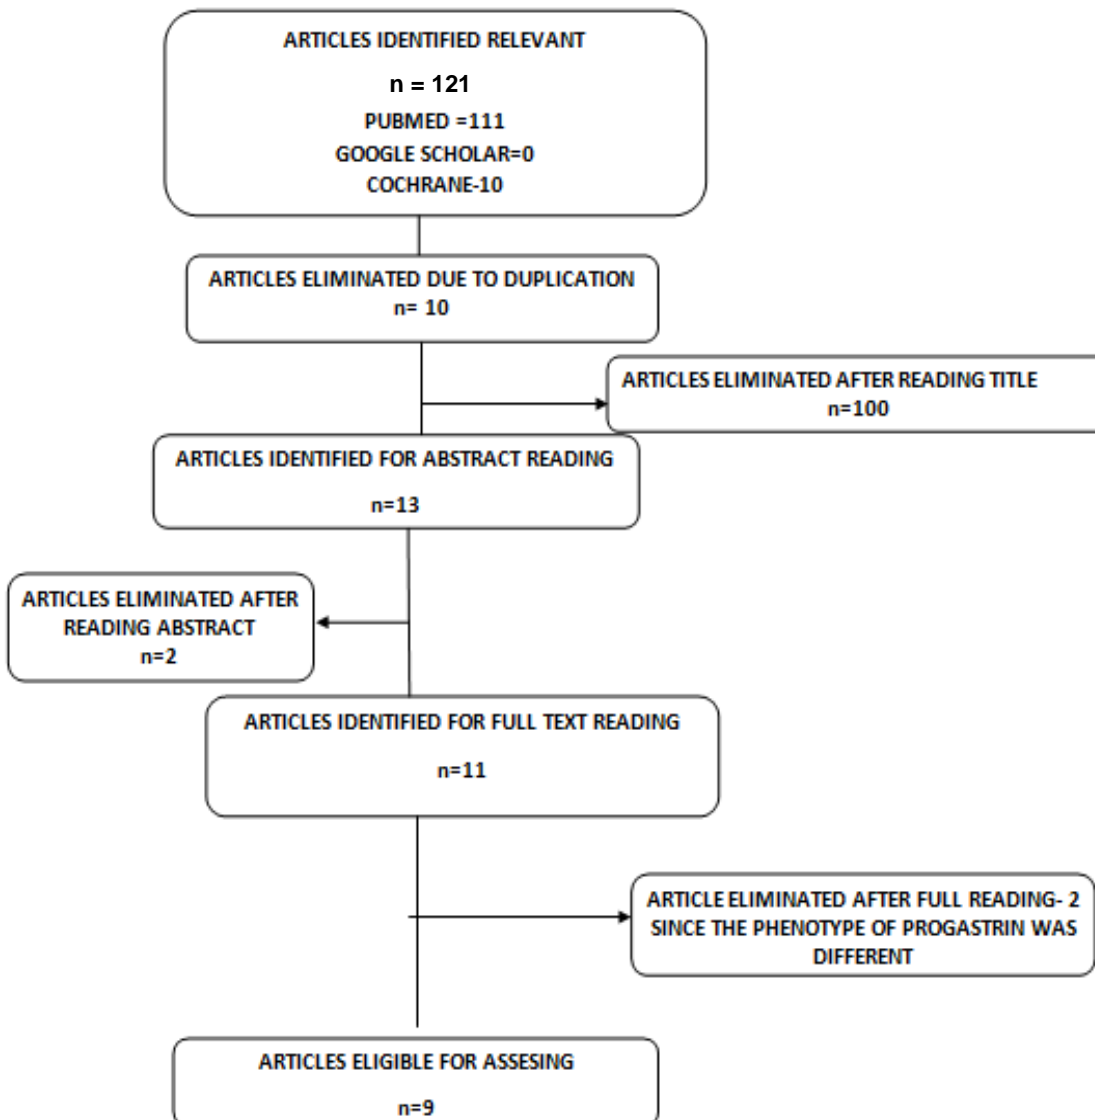 ARTICLES IDENTIFIED RELEVANT
n = 121
PUBMED =111
GOOGLE SCHOLAR=0
COCHRANE-10
ARTICLES ELIMINATED DUE TO DUPLICATION
n= 10
ARTICLES ELIMINATED AFTER READING TITLE
n=100
ARTICLES IDENTIFIED FOR ABSTRACT READING
n=13
ARTICLES ELIMINATED AFTER
READING ABSTRACT
n=2
ARTICLES IDENTIFIED FOR FULL TEXT READING
n=11
ARTICLE ELIMINATED AFTER FULL READING- 2
SINCE THE PHENOTYPE OF PROGASTRIN WAS
DIFFERENT
ARTICLES ELIGIBLE FOR ASSESING
n=9